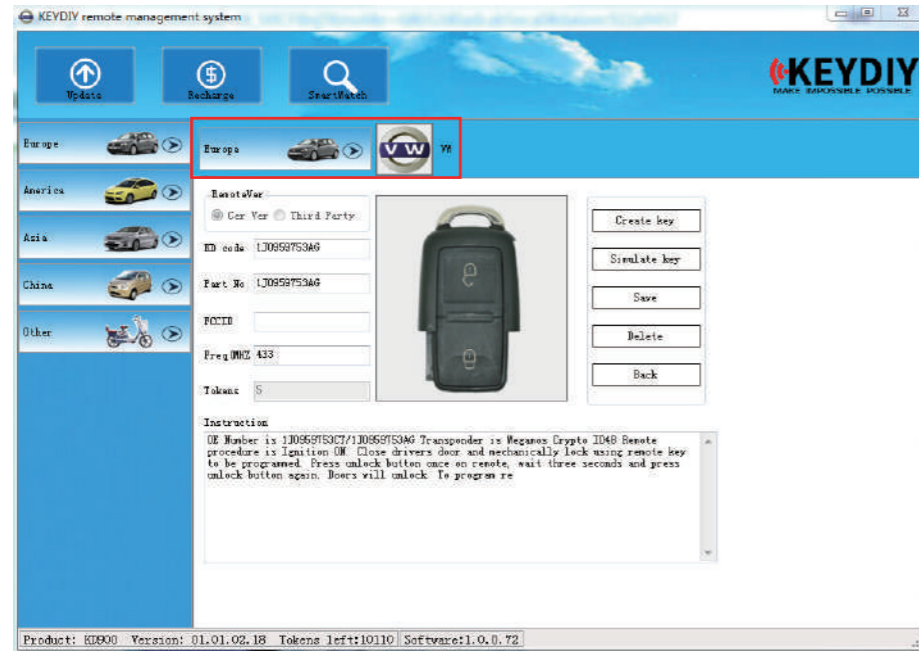 KEYDIY remote management system
Update
Recharge
SmartWatch
KEYDIY
MAKE IMPOSSIBLE POSSIBLE
Europe
America
Asia
China
Other
Europe
VW
VW
RemoteVer
Ger Ver
Third Party
KD code
1J0959753AG
Part No
1J0959753AG
FCCID
Freq(MHZ
433
Tokens
5
Create key
Simulate key
Save
Delete
Back
Instruction
OE Number is 1J0959753CT/1J0959753AG Transponder is Megamos Crypto ID48 Remote
procedure is Ignition ON. Close drivers door and mechanically lock using remote key
to be programmed. Press unlock button once on remote, wait three seconds and press
unlock button again. Doors will unlock. To program re
Product: KD900 Version: 01.01.02.18 Tokens left:10110 Software:1.0.0.72